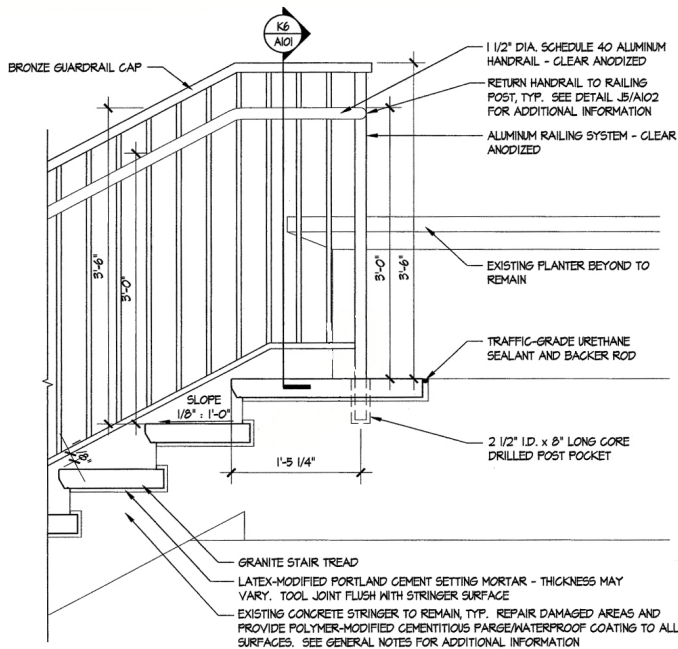 K6
A101
BRONZE GUARDRAIL CAP
1 1/2" DIA. SCHEDULE 40 ALUMINUM
HANDRAIL - CLEAR ANODIZED
RETURN HANDRAIL TO RAILING
POST, TYP. SEE DETAIL J5/A102
FOR ADDITIONAL INFORMATION
ALUMINUM RAILING SYSTEM - CLEAR
ANODIZED
3'-6"
3'-0"
3'-0"
3'-6"
EXISTING PLANTER BEYOND TO
REMAIN
TRAFFIC-GRADE URETHANE
SEALANT AND BACKER ROD
SLOPE
1/8" : 1'-0"
2 1/2" I.D. x 8" LONG CORE
DRILLED POST POCKET
1'-5 1/4"
GRANITE STAIR TREAD
LATEX-MODIFIED PORTLAND CEMENT SETTING MORTAR - THICKNESS MAY
VARY. TOOL JOINT FLUSH WITH STRINGER SURFACE
EXISTING CONCRETE STRINGER TO REMAIN, TYP. REPAIR DAMAGED AREAS AND
PROVIDE POLYMER-MODIFIED CEMENTITIOUS PARGE/WATERPROOF COATING TO ALL
SURFACES. SEE GENERAL NOTES FOR ADDITIONAL INFORMATION